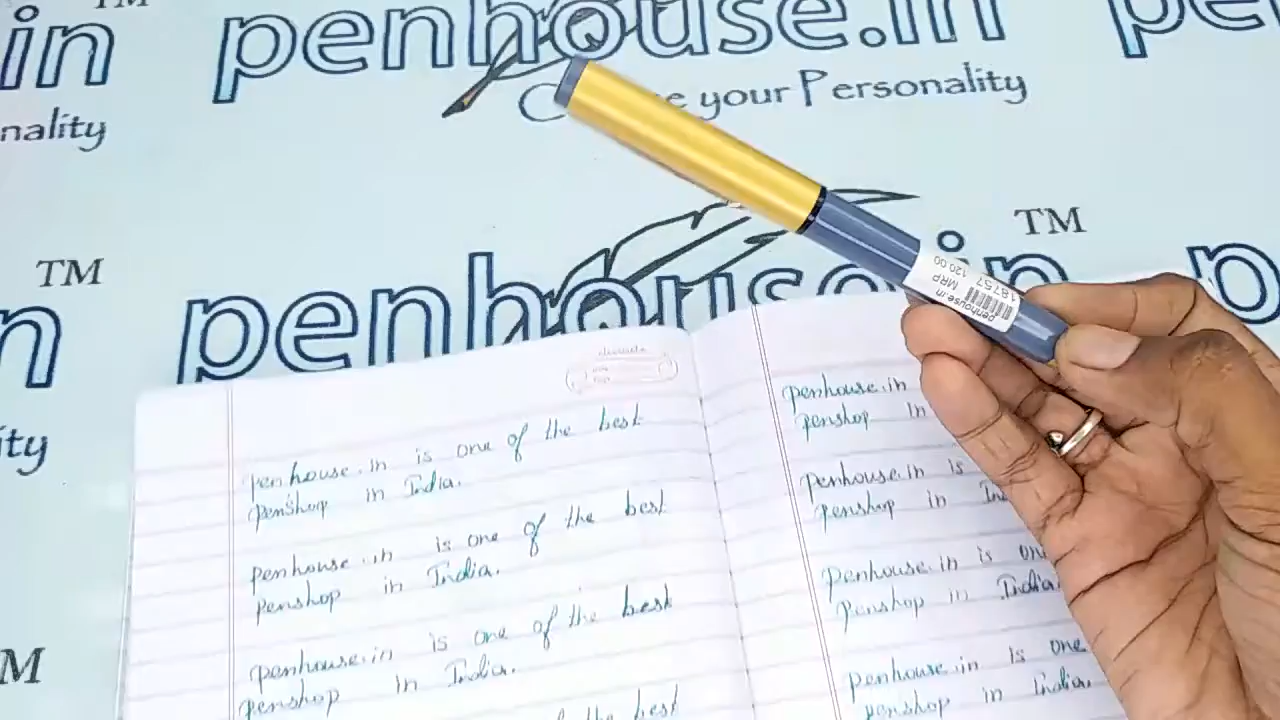 TM
in
penhouse.in
pe
nality
Choose your Personality
TM
TM
n
penhouse.in
p
ity
M
penhouse.in
18757 120.00
MRP
penhouse.in is one of the best
penshop in India.
penhouse.in is one of the best
penshop in India.
penhouse.in is one of the best
penshop in India.
of the best
penhouse.in
penshop in
penhouse.in is
penshop in
penhouse.in is one
penshop in India.
penhouse.in is one
penshop in India.